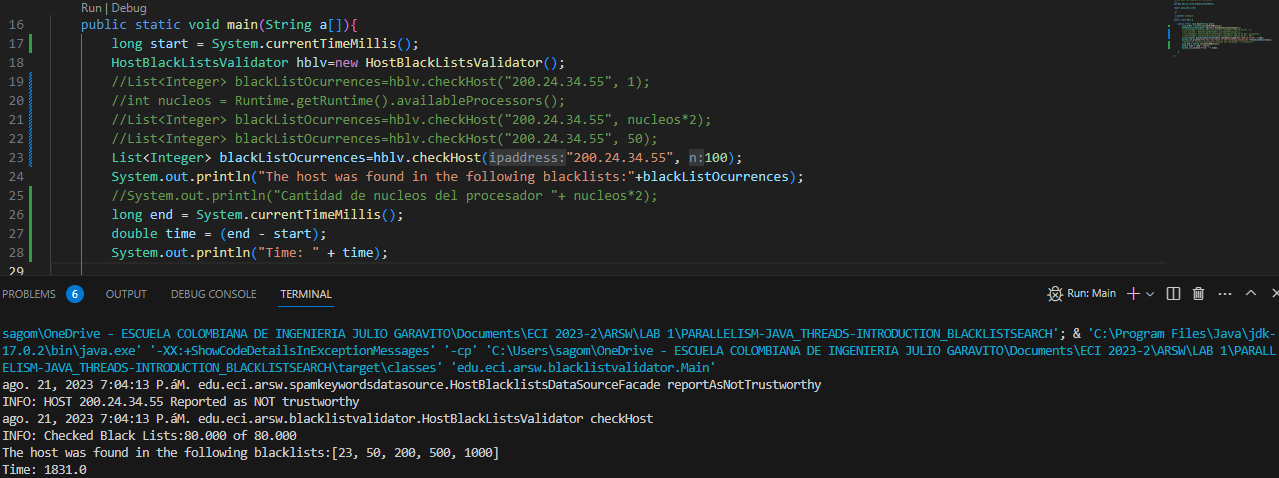 Run | Debug
16 public static void main(String a[]){
17 long start = System.currentTimeMillis();
18 HostBlackListsValidator hblv=new HostBlackListsValidator();
19 //List<Integer> blackListOcurrences=hblv.checkHost("200.24.34.55", 1);
20 //int nucleos = Runtime.getRuntime().availableProcessors();
21 //List<Integer> blackListOcurrences=hblv.checkHost("200.24.34.55", nucleos*2);
22 //List<Integer> blackListOcurrences=hblv.checkHost("200.24.34.55", 50);
23 List<Integer> blackListOcurrences=hblv.checkHost(ipaddress:"200.24.34.55", n:100);
24 System.out.println("The host was found in the following blacklists:"+blackListOcurrences);
25 //System.out.println("Cantidad de nucleos del procesador "+ nucleos*2);
26 long end = System.currentTimeMillis();
27 double time = (end - start);
28 System.out.println("Time: " + time);
29
PROBLEMS 6 OUTPUT DEBUG CONSOLE TERMINAL Run: Main
sagom\OneDrive - ESCUELA COLOMBIANA DE INGENIERIA JULIO GARAVITO\Documents\ECI 2023-2\ARSW\LAB 1\PARALLELISM-JAVA_THREADS-INTRODUCTION_BLACKLISTSEARCH'; & 'C:\Program Files\Java\jdk-
17.0.2\bin\java.exe' '-XX:+ShowCodeDetailsInExceptionMessages' '-cp' 'C:\Users\sagom\OneDrive - ESCUELA COLOMBIANA DE INGENIERIA JULIO GARAVITO\Documents\ECI 2023-2\ARSW\LAB 1\PARALL
ELISM-JAVA_THREADS-INTRODUCTION_BLACKLISTSEARCH\target\classes' 'edu.eci.arsw.blacklistvalidator.Main'
ago. 21, 2023 7:04:13 P.áM. edu.eci.arsw.spamkeywordsdatasource.HostBlacklistsDataSourceFacade reportAsNotTrustworthy
INFO: HOST 200.24.34.55 Reported as NOT trustworthy
ago. 21, 2023 7:04:13 P.áM. edu.eci.arsw.blacklistvalidator.HostBlackListsValidator checkHost
INFO: Checked Black Lists:80.000 of 80.000
The host was found in the following blacklists:[23, 50, 200, 500, 1000]
Time: 1831.0